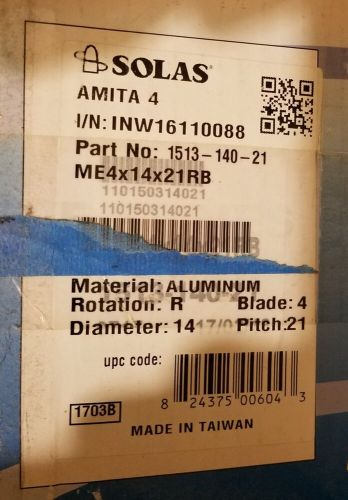 SOLAS
AMITA 4
I/N: INW16110088
Part No: 1513-140-21
ME4x14x21RB
110150314021
110150314021
Material: ALUMINUM
Rotation: R Blade: 4
Diameter: 14 Pitch: 21
upc code:
8 24375 00604 3
1703B
MADE IN TAIWAN